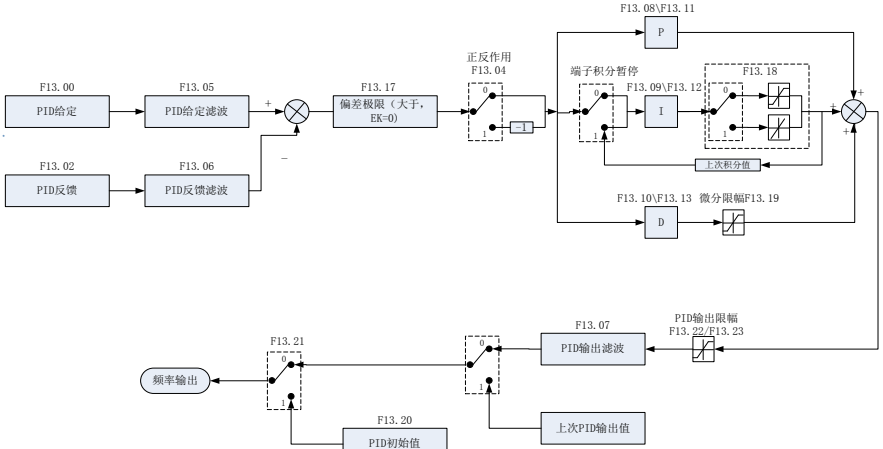 F13.08\F13.11
P
正反作用
F13.04
0
1
-1
端子积分暂停
0
1
F13.09\F13.12
I
F13.18
0
1
上次积分值
F13.00
PID给定
F13.05
PID给定滤波
+
-
F13.17
偏差极限（大于，
EK=0)
+
+
+
F13.02
PID反馈
F13.06
PID反馈滤波
F13.10\F13.13
D
微分限幅F13.19
PID输出限幅
F13.22/F13.23
F13.07
PID输出滤波
0
1
F13.21
0
1
频率输出
F13.20
PID初始值
上次PID输出值